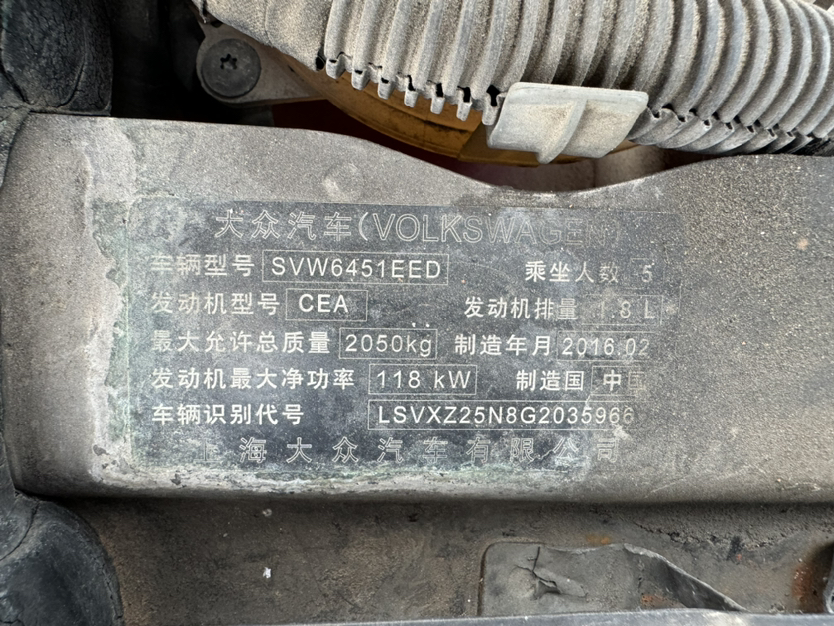 大众汽车(VOLKSWAGEN)
车辆型号 SVW6451EED 乘坐人数 5
发动机型号 CEA 发动机排量 1.8 L
最大允许总质量 2050kg 制造年月 2016.02
发动机最大净功率 118 kW 制造国 中国
车辆识别代号 LSVXZ25N8G2035966
上海大众汽车有限公司